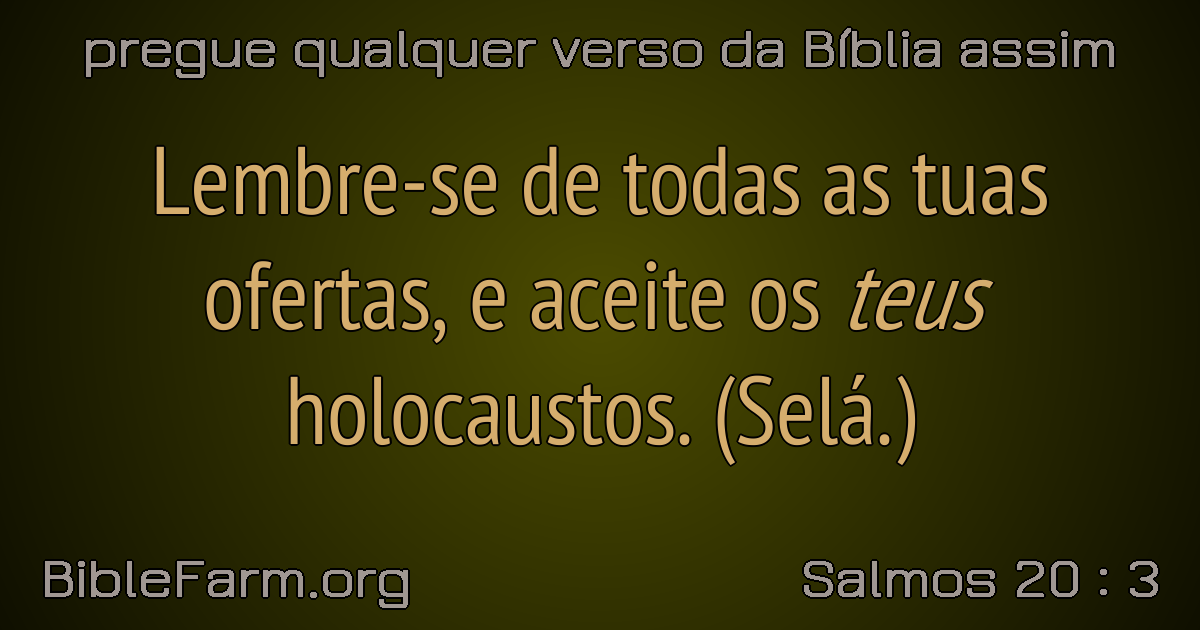 pregue qualquer verso da Bíblia assim
Lembre-se de todas as tuas
ofertas, e aceite os teus
holocaustos. (Selá.)
BibleFarm.org
Salmos 20 : 3